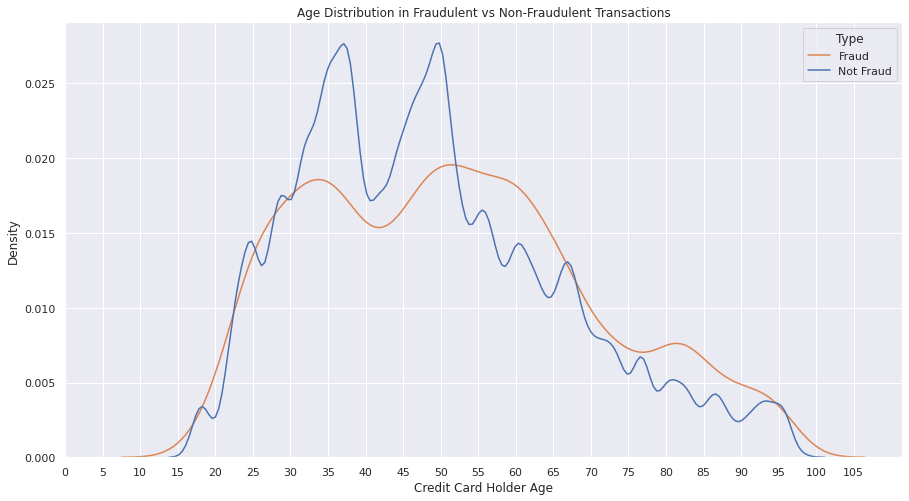 Age Distribution in Fraudulent vs Non-Fraudulent Transactions
Type
Fraud
Not Fraud
0.025
0.020
0.015
0.010
0.005
0.000
Density
0 5 10 15 20 25 30 35 40 45 50 55 60 65 70 75 80 85 90 95 100 105
Credit Card Holder Age